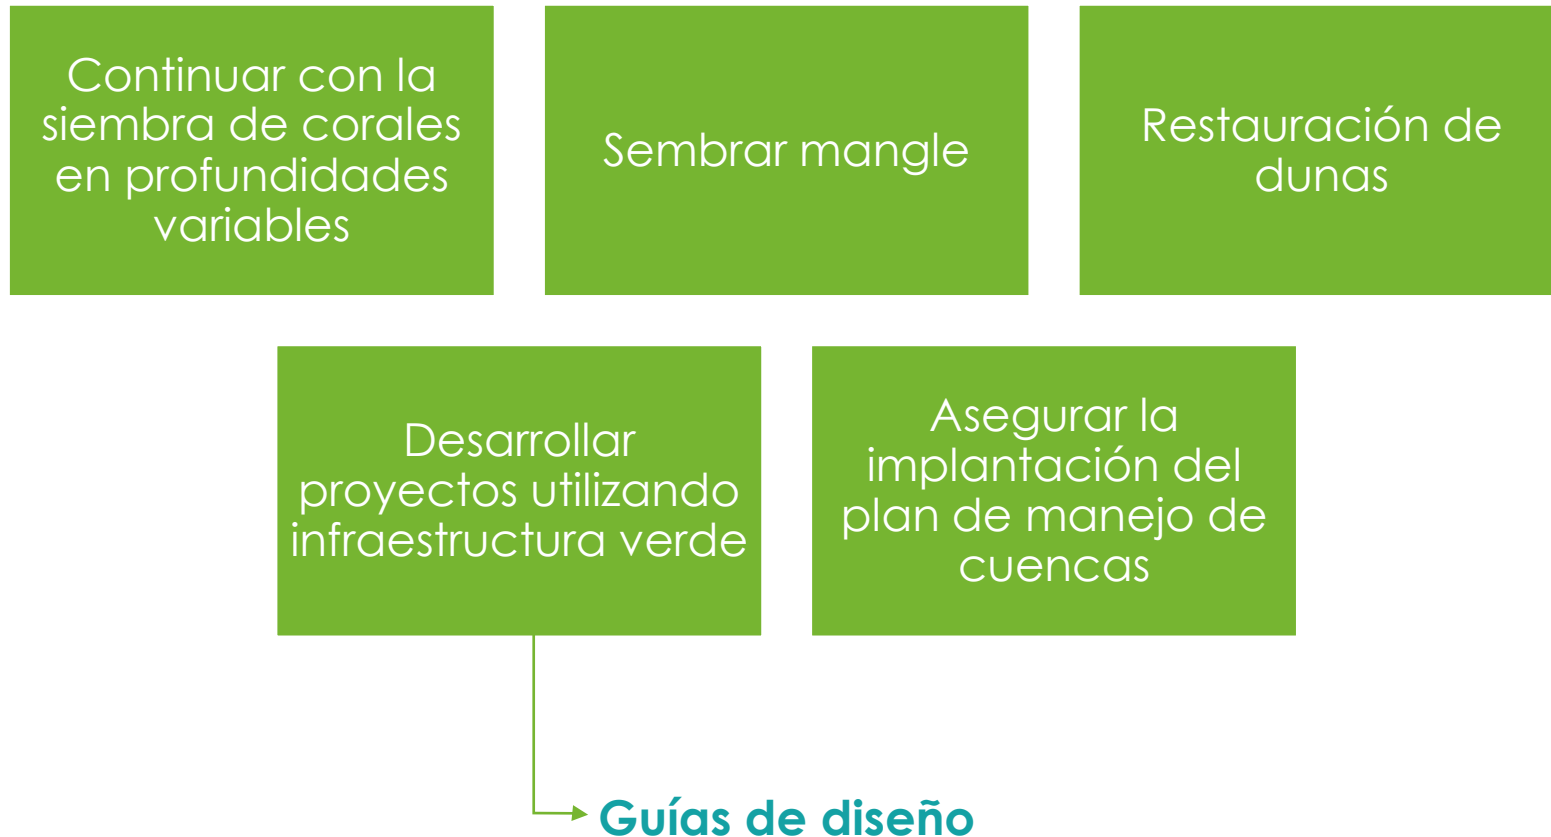 Continuar con la
siembra de corales
en profundidades
variables
Sembrar mangle
Restauración de
dunas
Desarrollar
proyectos utilizando
infraestructura verde
Asegurar la
implantación del
plan de manejo de
cuencas
Guías de diseño